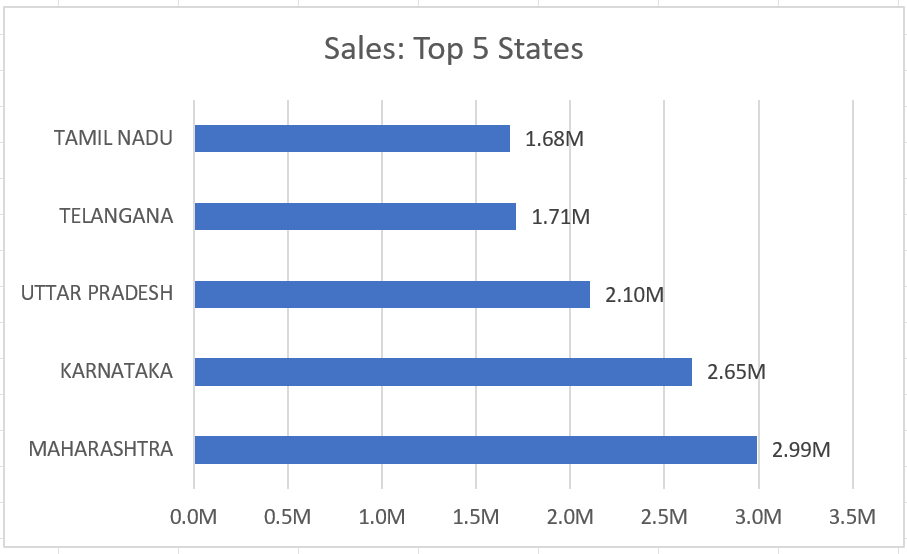 Sales: Top 5 States
TAMIL NADU 1.68M
TELANGANA 1.71M
UTTAR PRADESH 2.10M
KARNATAKA 2.65M
MAHARASHTRA 2.99M
0.0M 0.5M 1.0M 1.5M 2.0M 2.5M 3.0M 3.5M